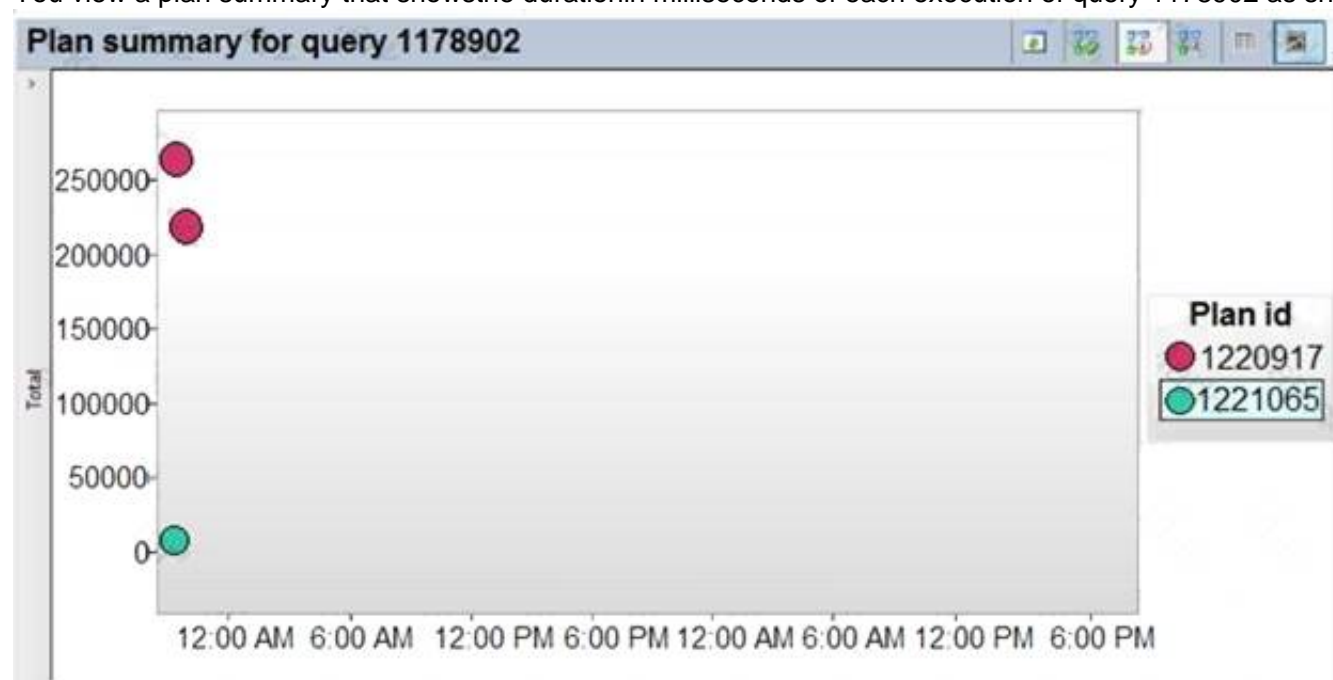 Plan summary for query 1178902
250000
200000
150000
100000
50000
0
Total
Plan id
1220917
1221065
12:00 AM 6:00 AM 12:00 PM 6:00 PM 12:00 AM 6:00 AM 12:00 PM 6:00 PM